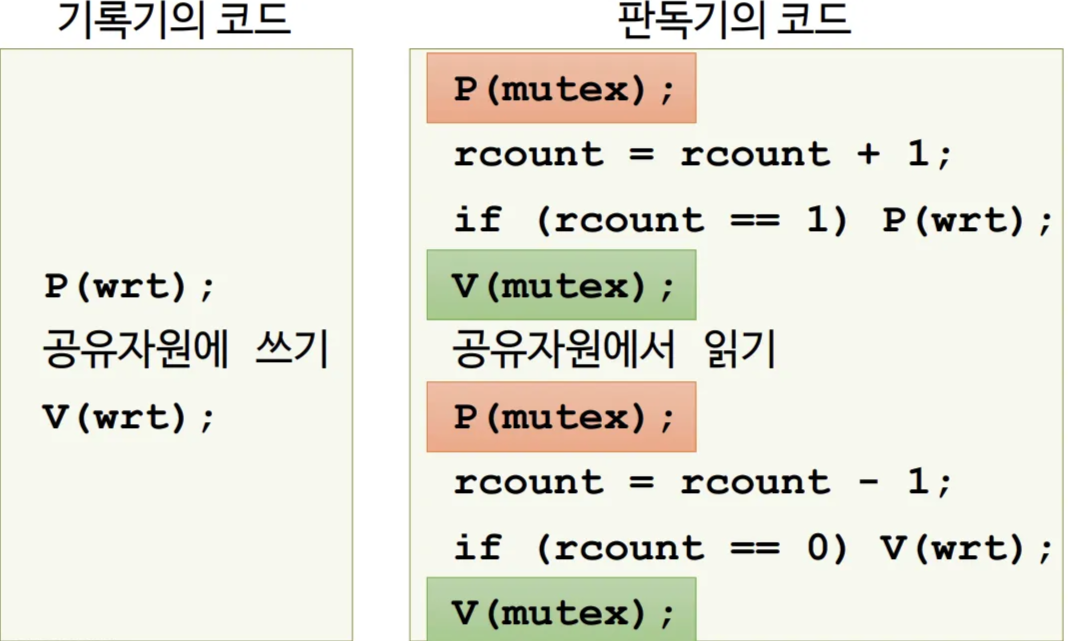 기록기의 코드
P(wrt);
공유자원에 쓰기
V(wrt);
판독기의 코드
P(mutex);
rcount = rcount + 1;
if (rcount == 1) P(wrt);
V(mutex);
공유자원에서 읽기
P(mutex);
rcount = rcount - 1;
if (rcount == 0) V(wrt);
V(mutex);